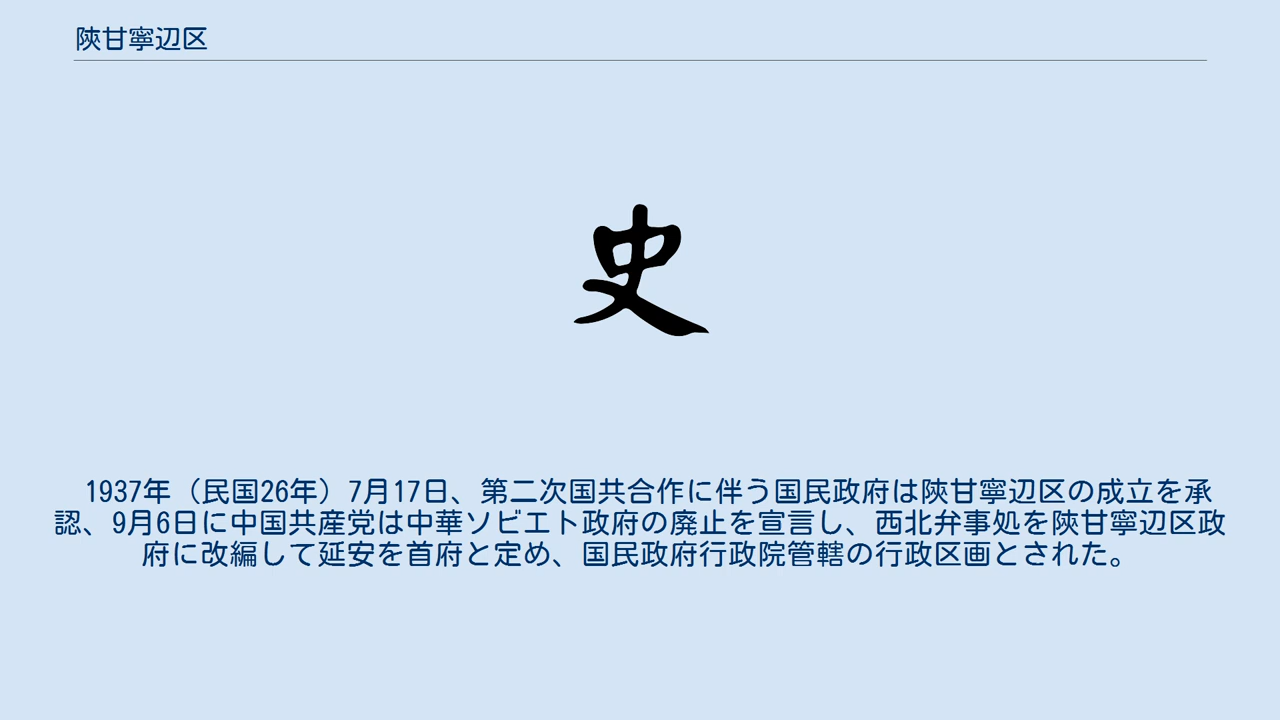 陝甘寧辺区
史
1937年（民国26年）7月17日、第二次国共合作に伴う国民政府は陝甘寧辺区の成立を承
認、9月6日に中国共産党は中華ソビエト政府の廃止を宣言し、西北弁事処を陝甘寧辺区政
府に改編して延安を首府と定め、国民政府行政院管轄の行政区画とされた。